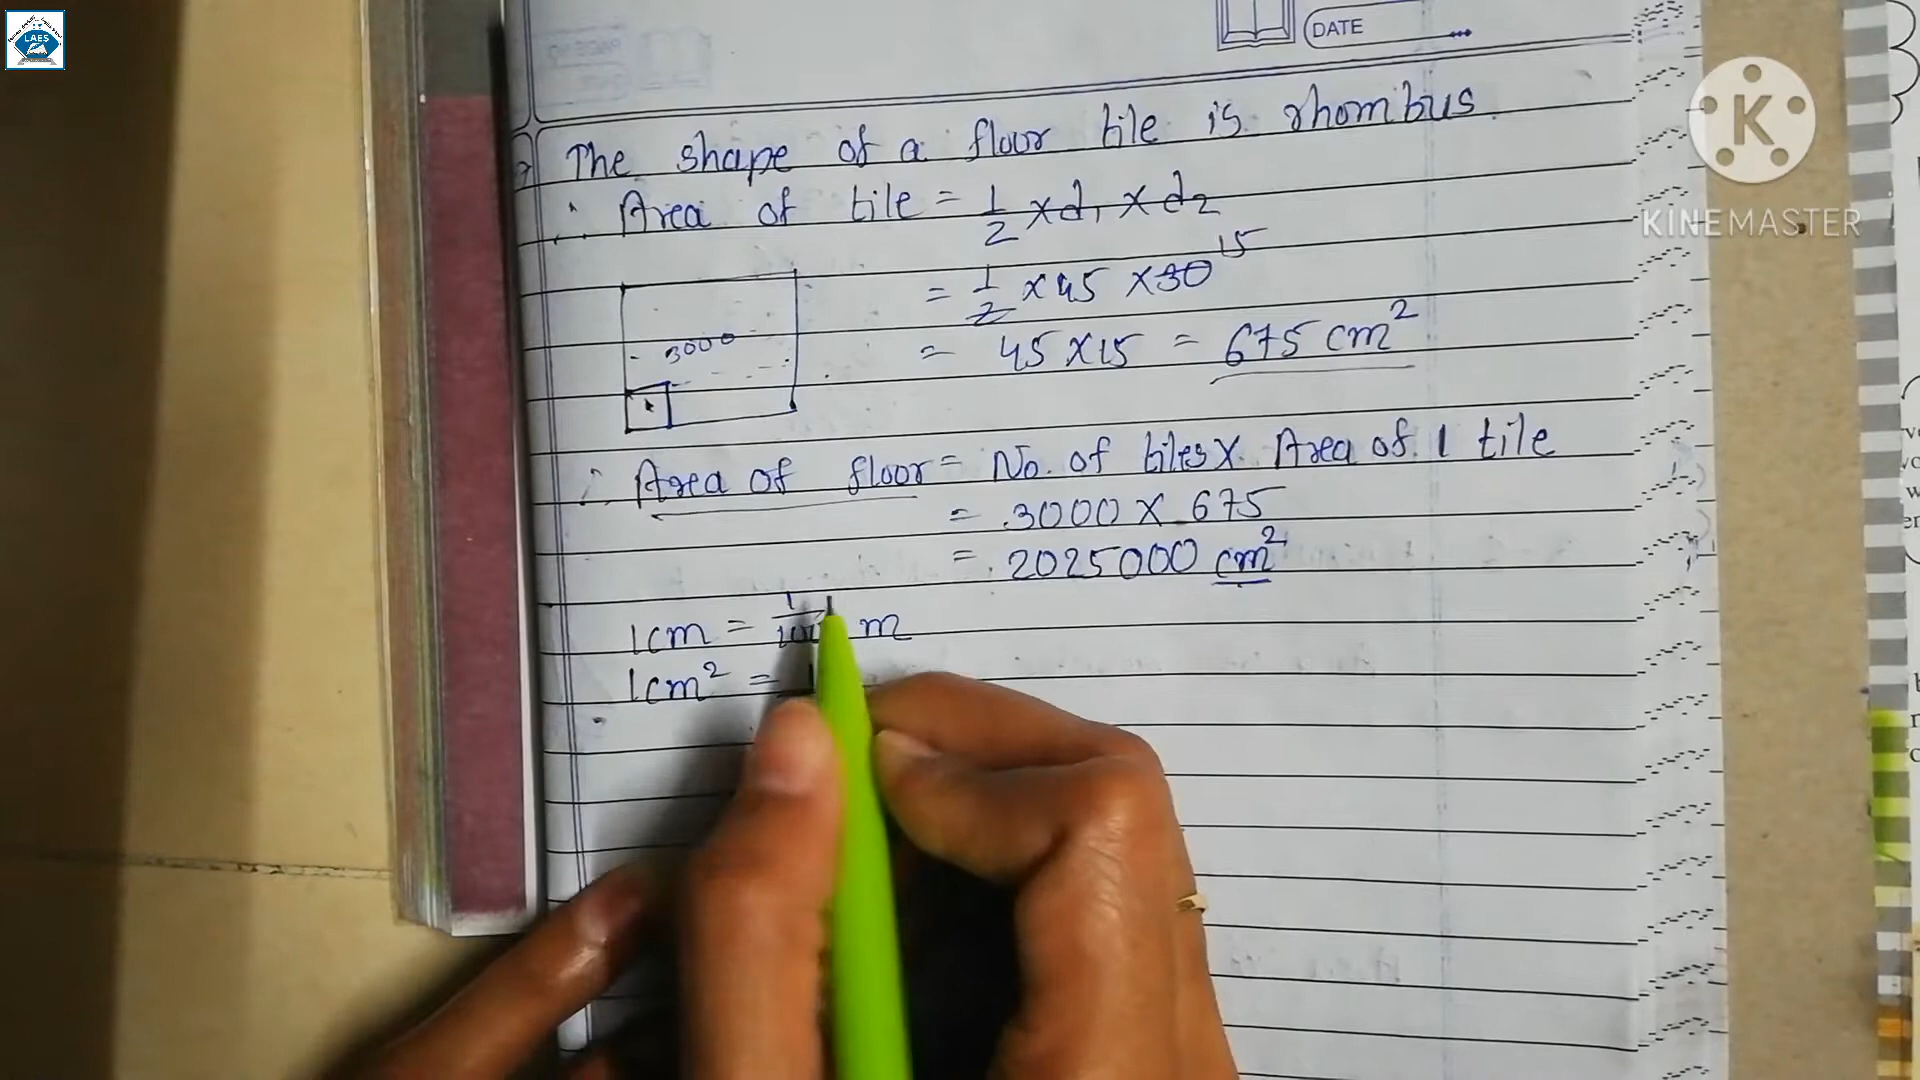 LAES
DATE
K
KINEMASTER
The shape of a floor tile is rhombus.
∴ Area of tile = 1/2 × d₁ × d₂
= 1/2 × 45 × 30 15
3000
= 45 × 15 = 675 cm²
∴ Area of floor = No. of tiles × Area of 1 tile
= 3000 × 675
= 2025000 cm²
1cm = 1/100 m
1cm² = 1